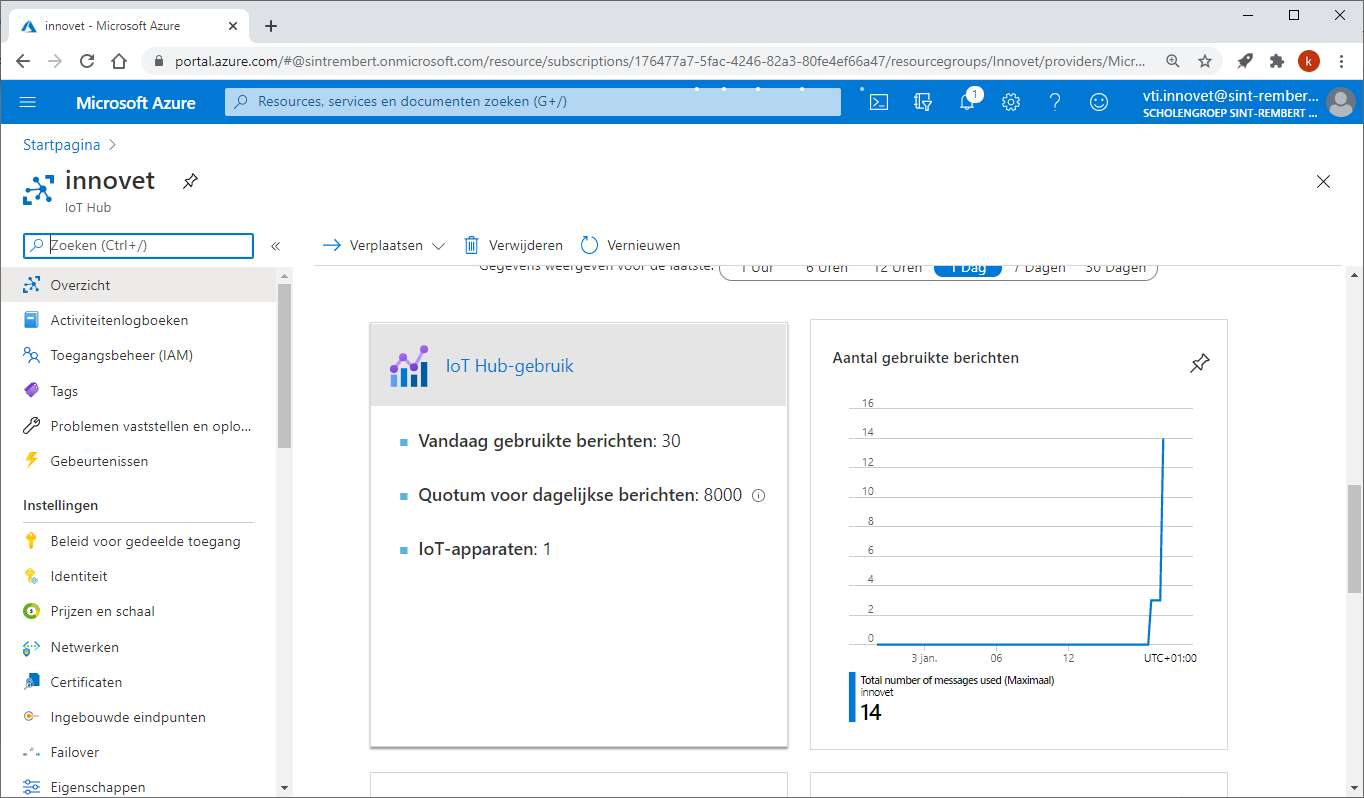 innovet - Microsoft Azure
portal.azure.com/#@sintrembert.onmicrosoft.com/resource/subscriptions/176477a7-5fac-4246-82a3-80fe4ef66a47/resourcegroups/Innovet/providers/Micr...
k
Microsoft Azure
Resources, services en documenten zoeken (G+/)
1
vti.innovet@sint-rember...
SCHOLENGROEP SINT-REMBERT ...
Startpagina
innovet
IoT Hub
Zoeken (Ctrl+/)
Verplaatsen Verwijderen Vernieuwen
Gegevens weergeven voor de laatste: 1 Uur 6 Uren 12 Uren 1 Dag 7 Dagen 30 Dagen
Overzicht
Activiteitenlogboeken
Toegangsbeheer (IAM)
Tags
Problemen vaststellen en oplo...
Gebeurtenissen
Instellingen
Beleid voor gedeelde toegang
Identiteit
Prijzen en schaal
Netwerken
Certificaten
Ingebouwde eindpunten
Failover
Eigenschappen
IoT Hub-gebruik
Vandaag gebruikte berichten: 30
Quotum voor dagelijkse berichten: 8000
IoT-apparaten: 1
Aantal gebruikte berichten
16
14
12
10
8
6
4
2
0
3 jan. 06 12 UTC+01:00
Total number of messages used (Maximaal)
innovet
14